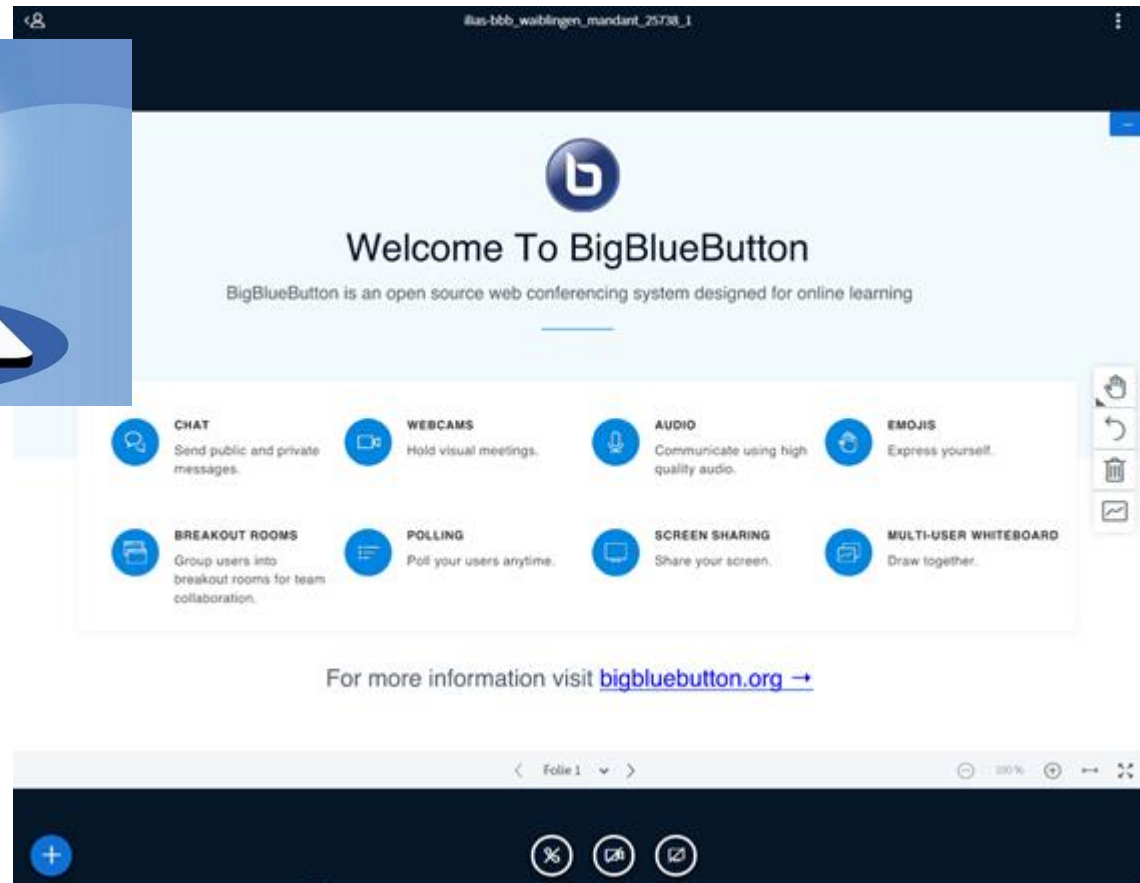 ilias-bbb_waiblingen_mandant_25738_1
b
Welcome To BigBlueButton
BigBlueButton is an open source web conferencing system designed for online learning
CHAT
Send public and private
messages.
WEBCAMS
Hold visual meetings.
AUDIO
Communicate using high
quality audio.
EMOJIS
Express yourself.
BREAKOUT ROOMS
Group users into
breakout rooms for team
collaboration.
POLLING
Poll your users anytime.
SCREEN SHARING
Share your screen.
MULTI-USER WHITEBOARD
Draw together.
For more information visit bigbluebutton.org →
Folie 1
100%